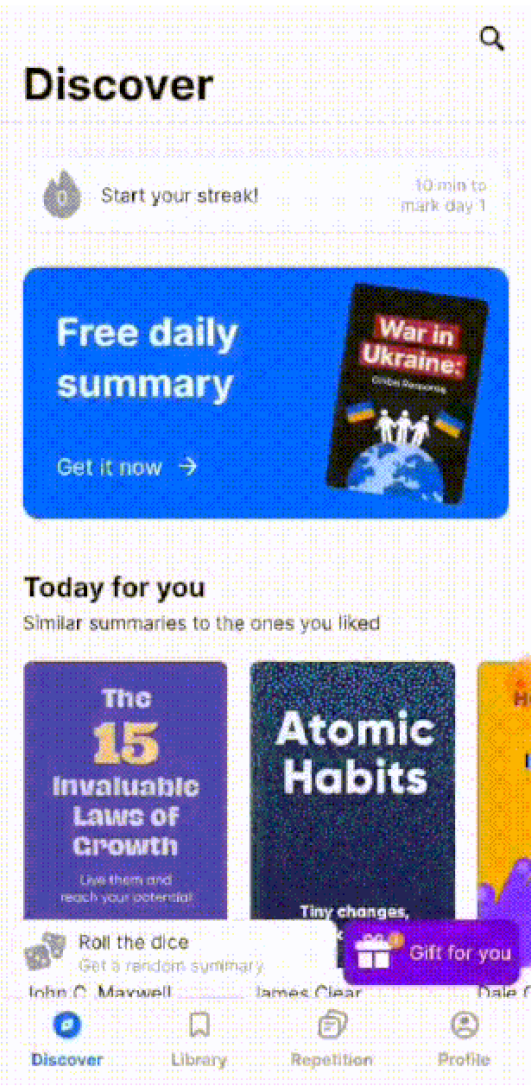 Discover
0
Start your streak!
10 min to
mark day 1
Free daily
summary
Get it now
War in
Ukraine:
Global Response
Today for you
Similar summaries to the ones you liked
The
15
Invaluable
Laws of
Growth
Live them and
reach your potential
Atomic
Habits
Tiny changes,
Roll the dice
Get a random summary
Gift for you
John C. Maxwell
James Clear
Dale C
Discover
Library
Repetition
Profile